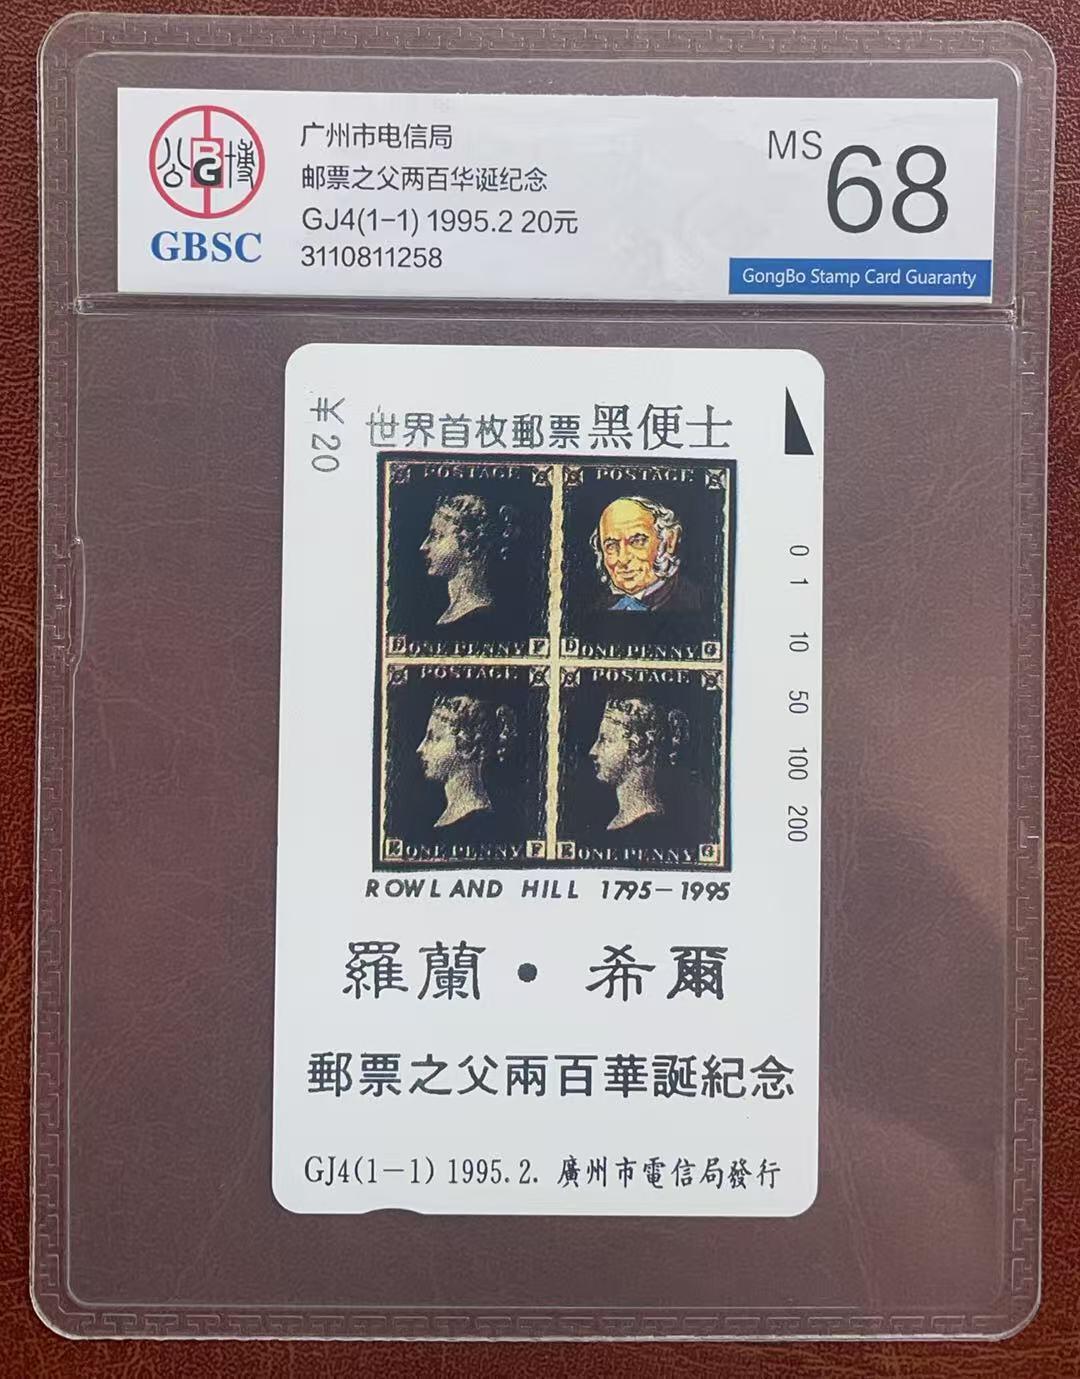 公博
BG
GBSC
广州市电信局
邮票之父两百华诞纪念
GJ4(1-1) 1995.2 20元
3110811258
MS 68
GongBo Stamp Card Guaranty
¥20
世界首枚郵票黑便士
POSTAGE
POSTAGE
D ONE PENNY F
D ONE PENNY G
POSTAGE
POSTAGE
E ONE PENNY F
E ONE PENNY G
0 1 10 50 100 200
ROWLAND HILL 1795-1995
羅蘭·希爾
郵票之父兩百華誕紀念
GJ4(1-1) 1995.2. 廣州市電信局發行